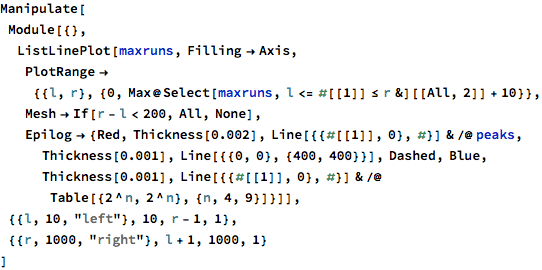 Manipulate[
Module[{},
ListLinePlot[maxruns, Filling → Axis,
PlotRange →
{{l, r}, {0, Max@Select[maxruns, l <= #[[1]] ≤ r &][[All, 2]] + 10}},
Mesh → If[r - l < 200, All, None],
Epilog → {Red, Thickness[0.002], Line[{{#[[1]], 0}, #}] & /@ peaks,
Thickness[0.001], Line[{{0, 0}, {400, 400}}], Dashed, Blue,
Thickness[0.001], Line[{{#[[1]], 0}, #}] & /@
Table[{2^n, 2^n}, {n, 4, 9}]}]],
{{l, 10, "left"}, 10, r - 1, 1},
{{r, 1000, "right"}, l + 1, 1000, 1}
]